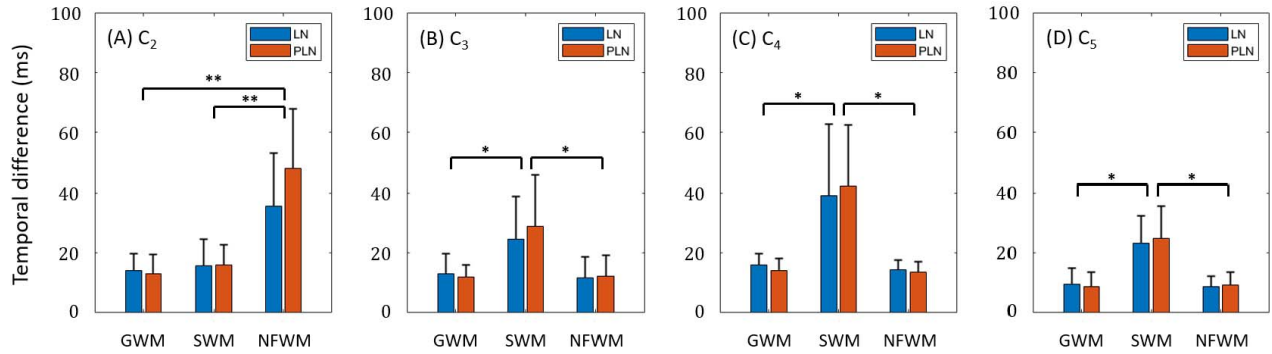 Temporal difference (ms)
(A) C₂
LN
PLN
100
80
60
40
20
0
**
**
GWM SWM NFWM
(B) C₃
LN
PLN
100
80
60
40
20
0
*
*
GWM SWM NFWM
(C) C₄
LN
PLN
100
80
60
40
20
0
*
*
GWM SWM NFWM
(D) C₅
LN
PLN
100
80
60
40
20
0
*
*
GWM SWM NFWM